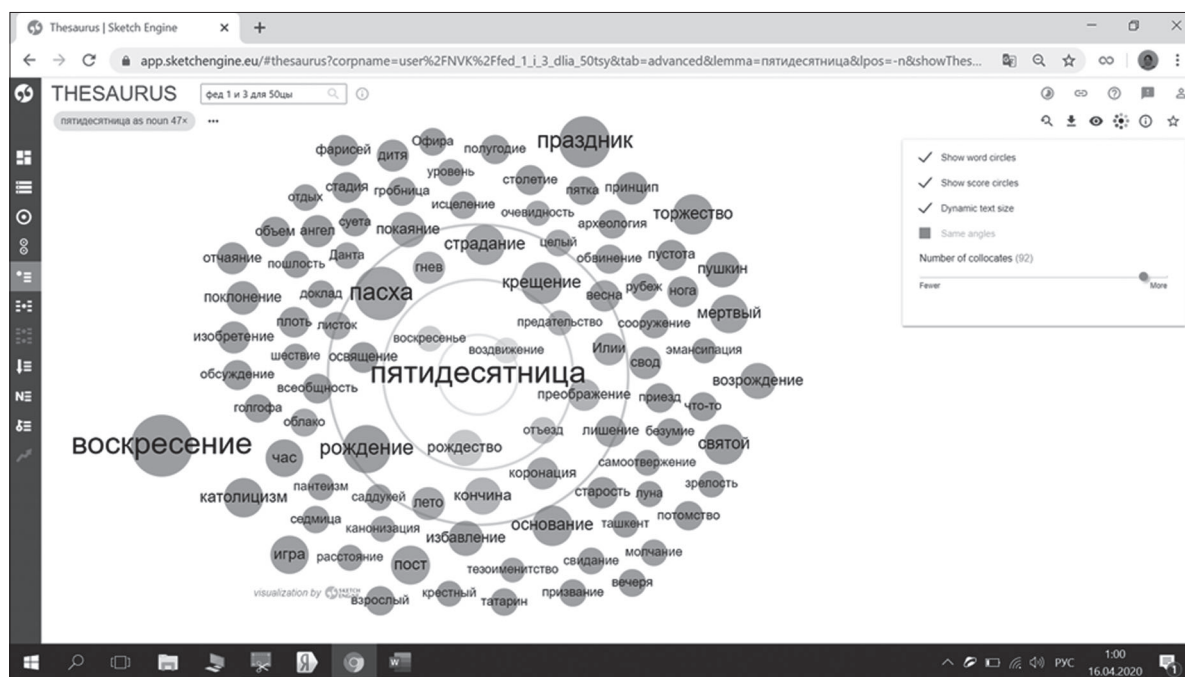 Thesaurus | Sketch Engine
app.sketchengine.eu/#thesaurus?corpname=user%2FNVK%2Ffed_1_i_3_dlia_50tsy&tab=advanced&lemma=пятидесятница&lpos=-n&showThes...
THESAURUS фед 1 и 3 для 50цы
пятидесятница as noun 47×
Show word circles
Show score circles
Dynamic text size
Same angles
Number of collocates (92)
Fewer More
фарисей дитя Офира полугодие праздник
уровень
отдых стадия гробница столетие пятка принцип
исцеление очевидность торжество
объем ангел суета покаяние археология
страдание целый
отчаяние пошлость Данта обвинение пустота
гнев пушкин
поклонение доклад пасха крещение весна рубеж нога
плоть листок предательство сооружение мертвый
изобретение воскресенье
шествие освящение воздвижение Илии эмансипация
обсуждение пятидесятница свод возрождение
всеобщность преображение приезд что-то
голгофа облако
воскресение час рождение рождество отъезд лишение безумие святой
самоотвержение
коронация
католицизм пантеизм саддукей лето кончина старость луна зрелость
седмица канонизация основание ташкент потомство
избавление
игра расстояние пост свидание молчание
тезоименитство
вечеря
visualization by SKETCH ENGINE
взрослый крестный татарин призвание
РУС
1:00
16.04.2020
1